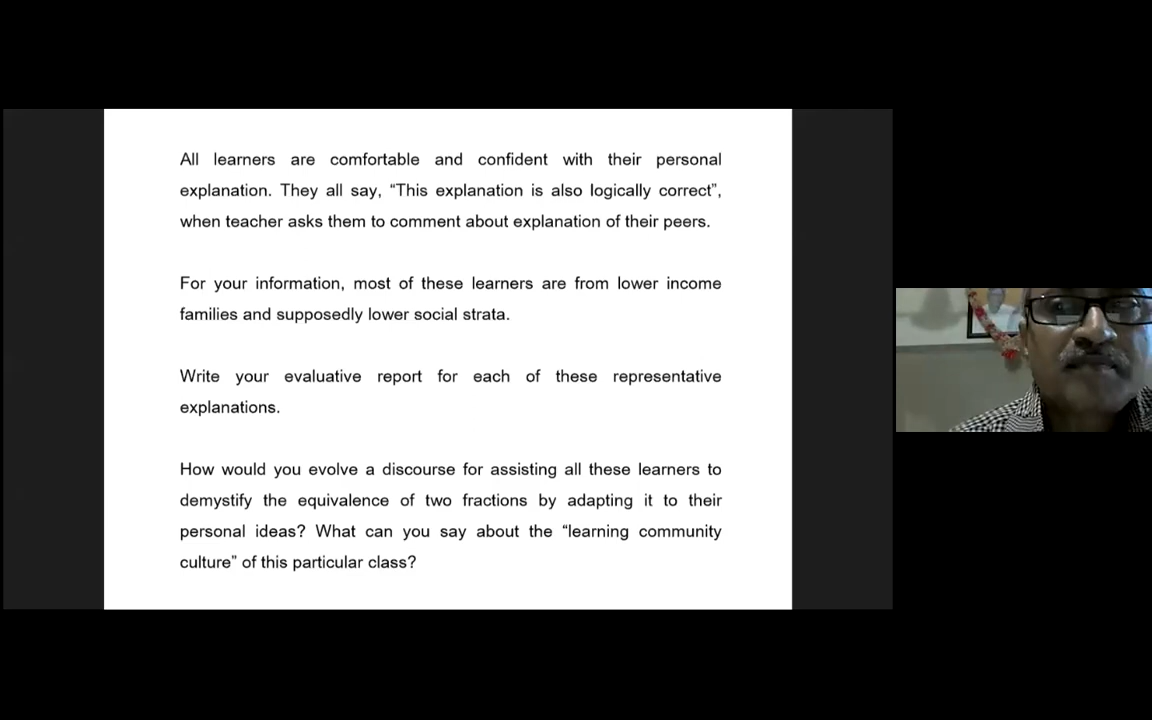 All learners are comfortable and confident with their personal
explanation. They all say, “This explanation is also logically correct”,
when teacher asks them to comment about explanation of their peers.
For your information, most of these learners are from lower income
families and supposedly lower social strata.
Write your evaluative report for each of these representative
explanations.
How would you evolve a discourse for assisting all these learners to
demystify the equivalence of two fractions by adapting it to their
personal ideas? What can you say about the “learning community
culture” of this particular class?